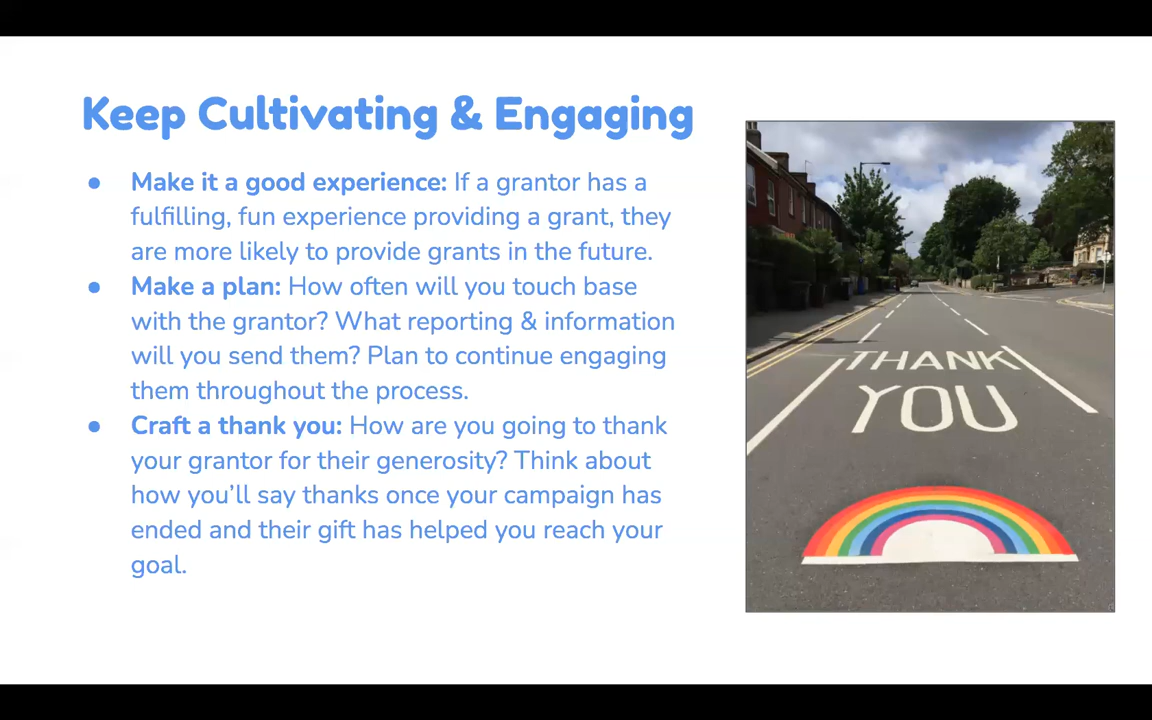 Keep Cultivating & Engaging
● Make it a good experience: If a grantor has a
fulfilling, fun experience providing a grant, they
are more likely to provide grants in the future.
● Make a plan: How often will you touch base
with the grantor? What reporting & information
will you send them? Plan to continue engaging
them throughout the process.
● Craft a thank you: How are you going to thank
your grantor for their generosity? Think about
how you’ll say thanks once your campaign has
ended and their gift has helped you reach your
goal.
THANK
YOU